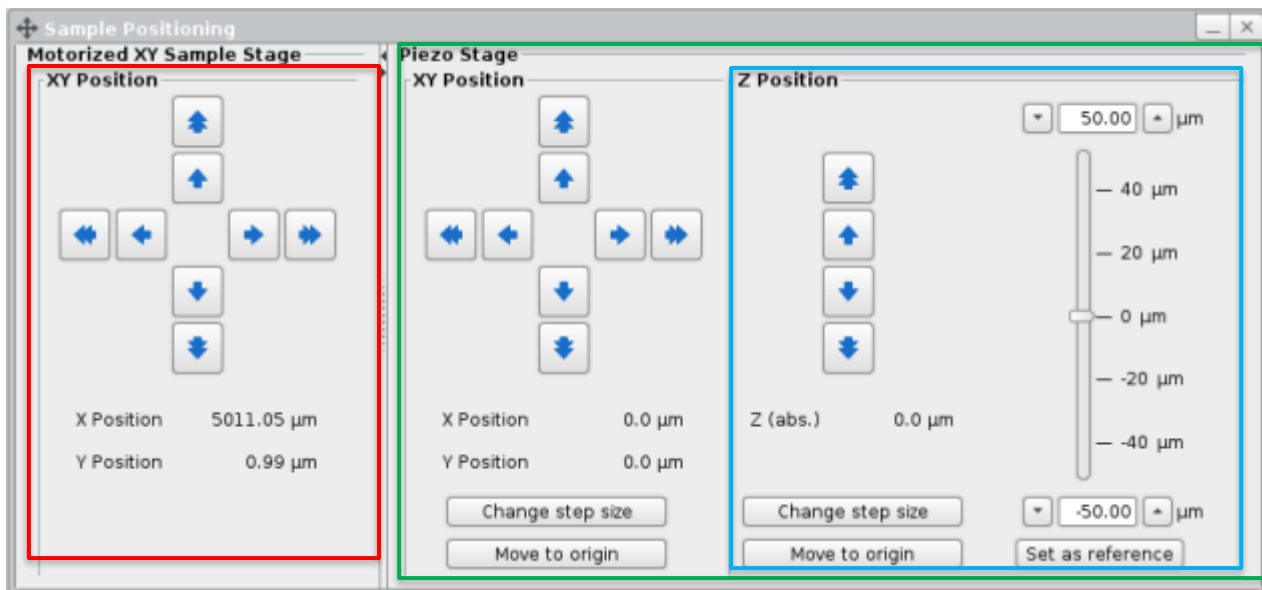 Sample Positioning
Motorized XY Sample Stage
XY Position
X Position 5011.05 µm
Y Position 0.99 µm
Piezo Stage
XY Position
X Position 0.0 µm
Y Position 0.0 µm
Change step size
Move to origin
Z Position
50.00 µm
40 µm
20 µm
0 µm
-20 µm
-40 µm
Z (abs.) 0.0 µm
-50.00 µm
Change step size
Move to origin
Set as reference